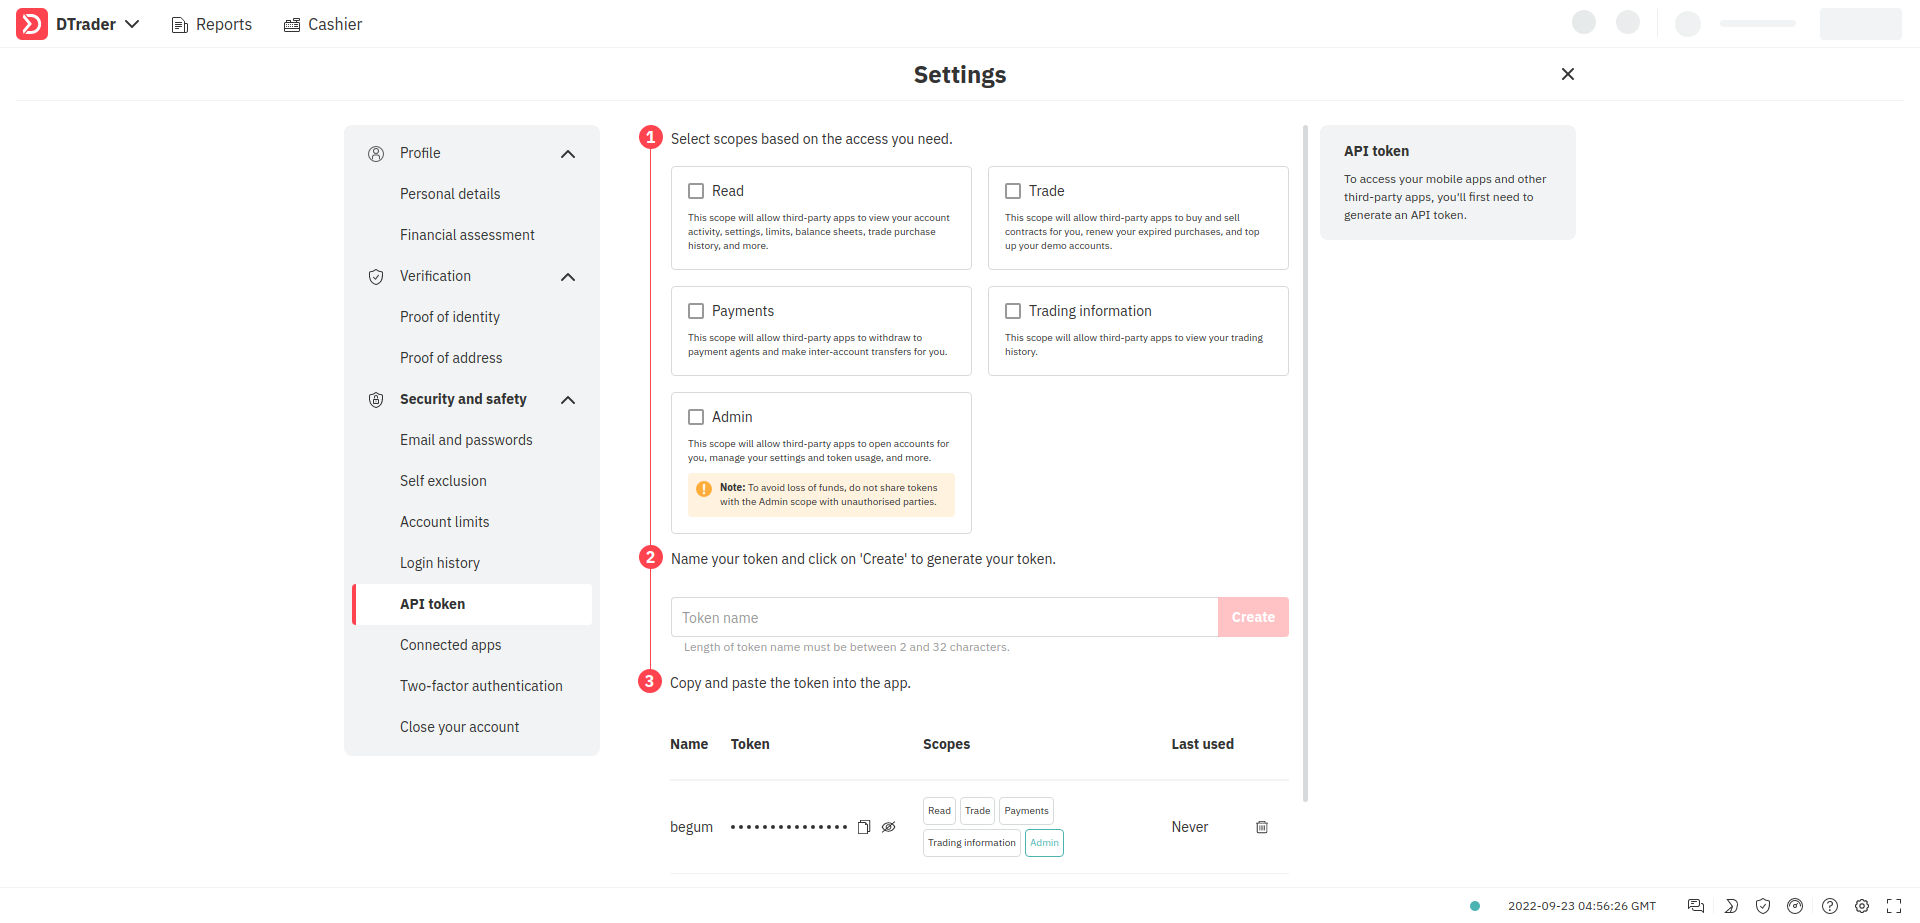 DTrader
Reports
Cashier
Settings
Profile
Personal details
Financial assessment
Verification
Proof of identity
Proof of address
Security and safety
Email and passwords
Self exclusion
Account limits
Login history
API token
Connected apps
Two-factor authentication
Close your account
1
Select scopes based on the access you need.
Read
This scope will allow third-party apps to view your account
activity, settings, limits, balance sheets, trade purchase
history, and more.
Trade
This scope will allow third-party apps to buy and sell
contracts for you, renew your expired purchases, and top
up your demo accounts.
Payments
This scope will allow third-party apps to withdraw to
payment agents and make inter-account transfers for you.
Trading information
This scope will allow third-party apps to view your trading
history.
Admin
This scope will allow third-party apps to open accounts for
you, manage your settings and token usage, and more.
Note: To avoid loss of funds, do not share tokens
with the Admin scope with unauthorised parties.
2
Name your token and click on 'Create' to generate your token.
Token name
Create
Length of token name must be between 2 and 32 characters.
3
Copy and paste the token into the app.
Name Token Scopes Last used
begum
Read Trade Payments
Trading information Admin
Never
API token
To access your mobile apps and other
third-party apps, you'll first need to
generate an API token.
2022-09-23 04:56:26 GMT